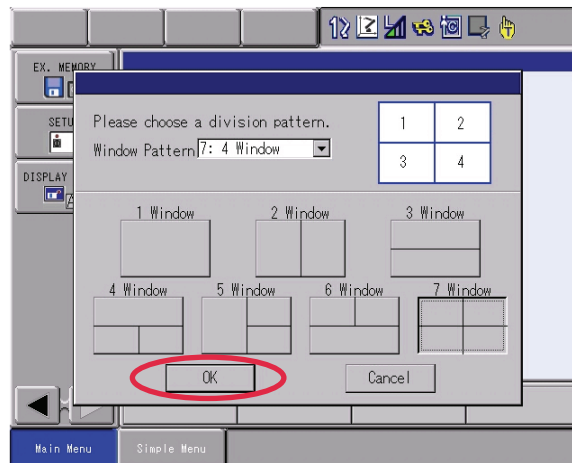 EX. MEMORY
SETU
DISPLAY
Please choose a division pattern.
Window Pattern 7: 4 Window
1 2
3 4
1 Window 2 Window 3 Window
4 Window 5 Window 6 Window 7 Window
OK Cancel
Main Menu Simple Menu